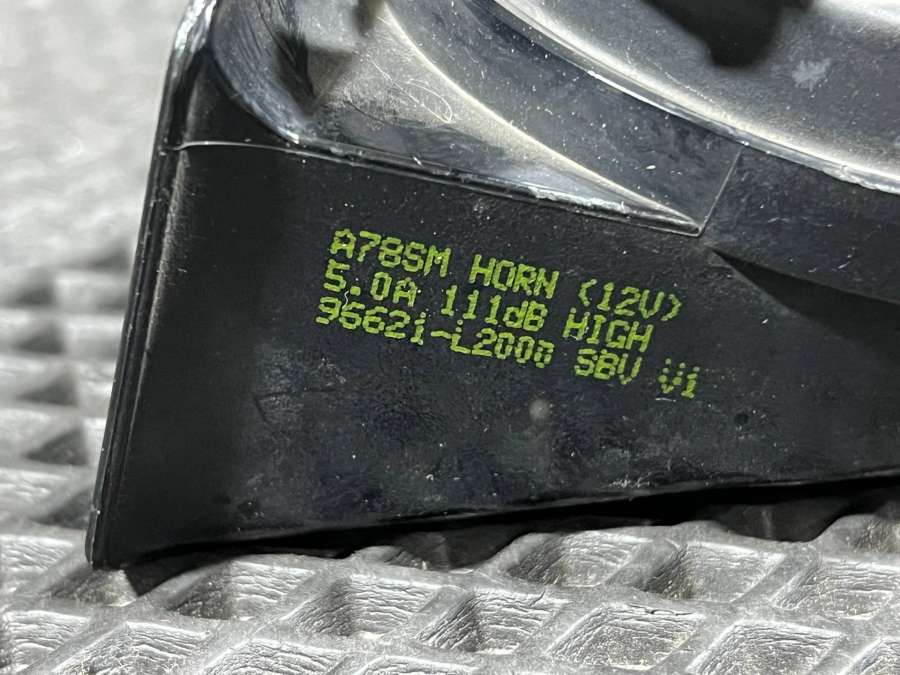 A78SM HORN (12V)
5.0A 111dB HIGH
96621-L2000 SBV V1